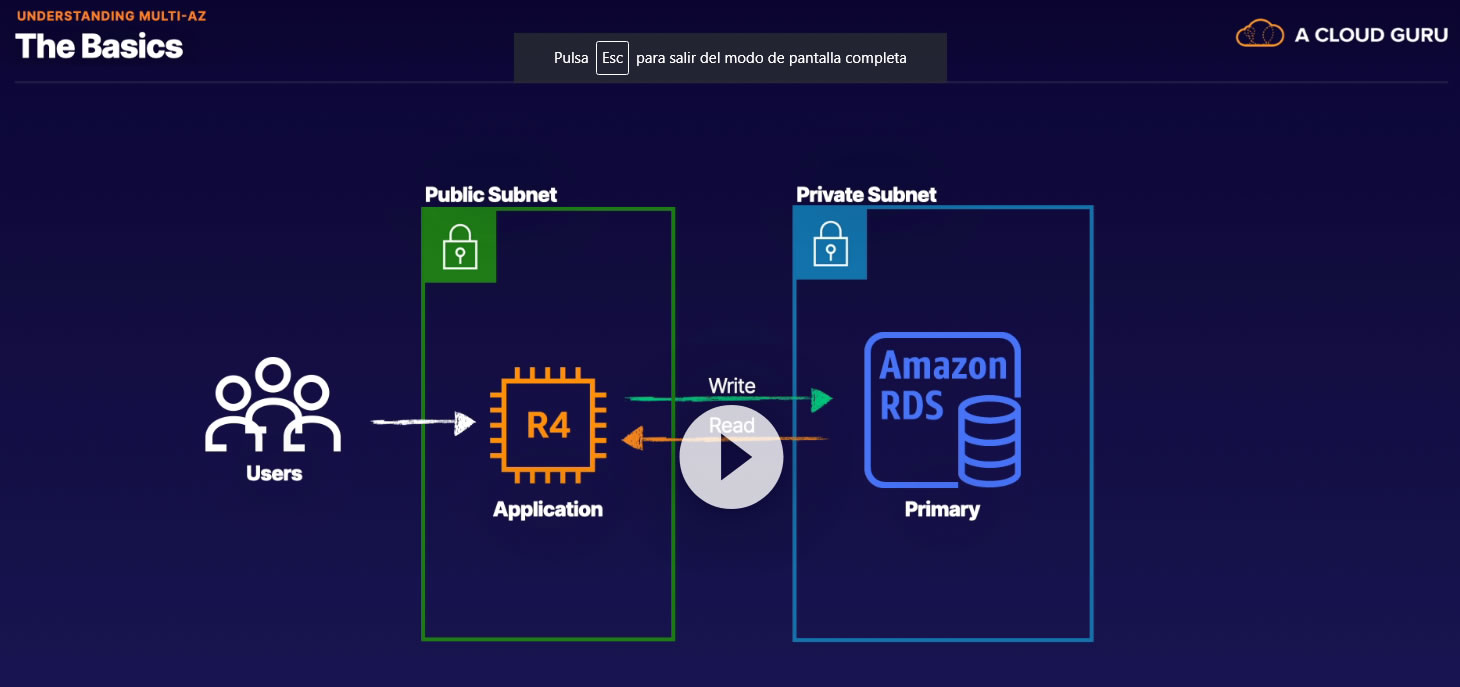 UNDERSTANDING MULTI-AZ
The Basics
Pulsa Esc para salir del modo de pantalla completa
A CLOUD GURU
Public Subnet
Private Subnet
Users
R4
Application
Write
Read
Amazon
RDS
Primary